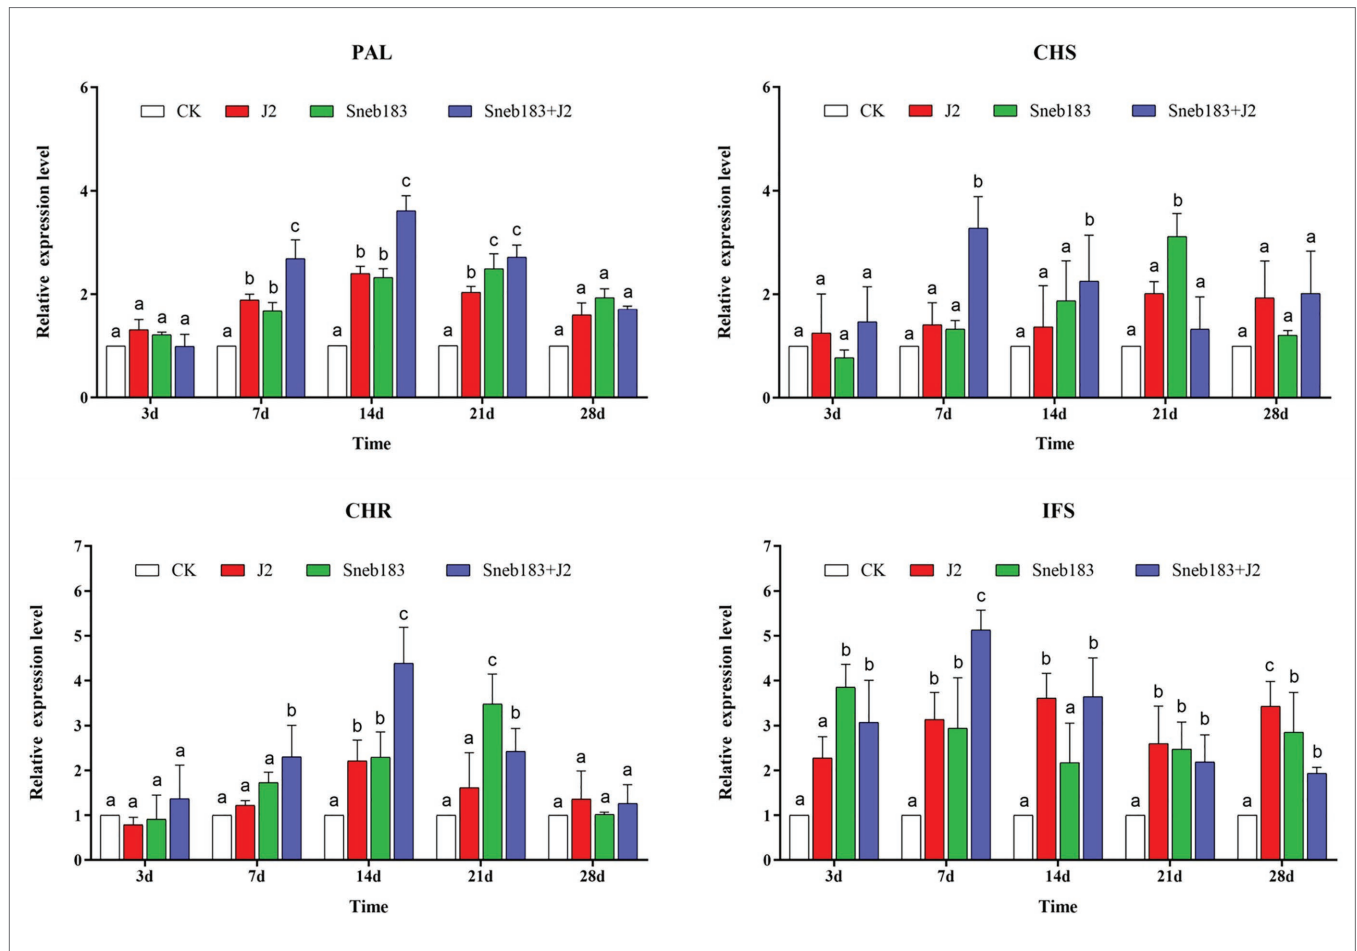 PAL
6
CK J2 Sneb183 Sneb183+J2
Relative expression level
4
2
0
a a a a
a b b c
a b b c
a b c c
a a a a
3d 7d 14d 21d 28d
Time
CHS
6
CK J2 Sneb183 Sneb183+J2
Relative expression level
4
2
0
a a a a
a a a b
a a a b
a a b a
a a a a
3d 7d 14d 21d 28d
Time
CHR
7
CK J2 Sneb183 Sneb183+J2
6
Relative expression level
5
4
3
2
1
0
a a a a
a a a b
a b b c
a a c b
a a a a
3d 7d 14d 21d 28d
Time
IFS
7
CK J2 Sneb183 Sneb183+J2
6
Relative expression level
5
4
3
2
1
0
a a b b
a b b c
a b a b
a b b b
a c b b
3d 7d 14d 21d 28d
Time